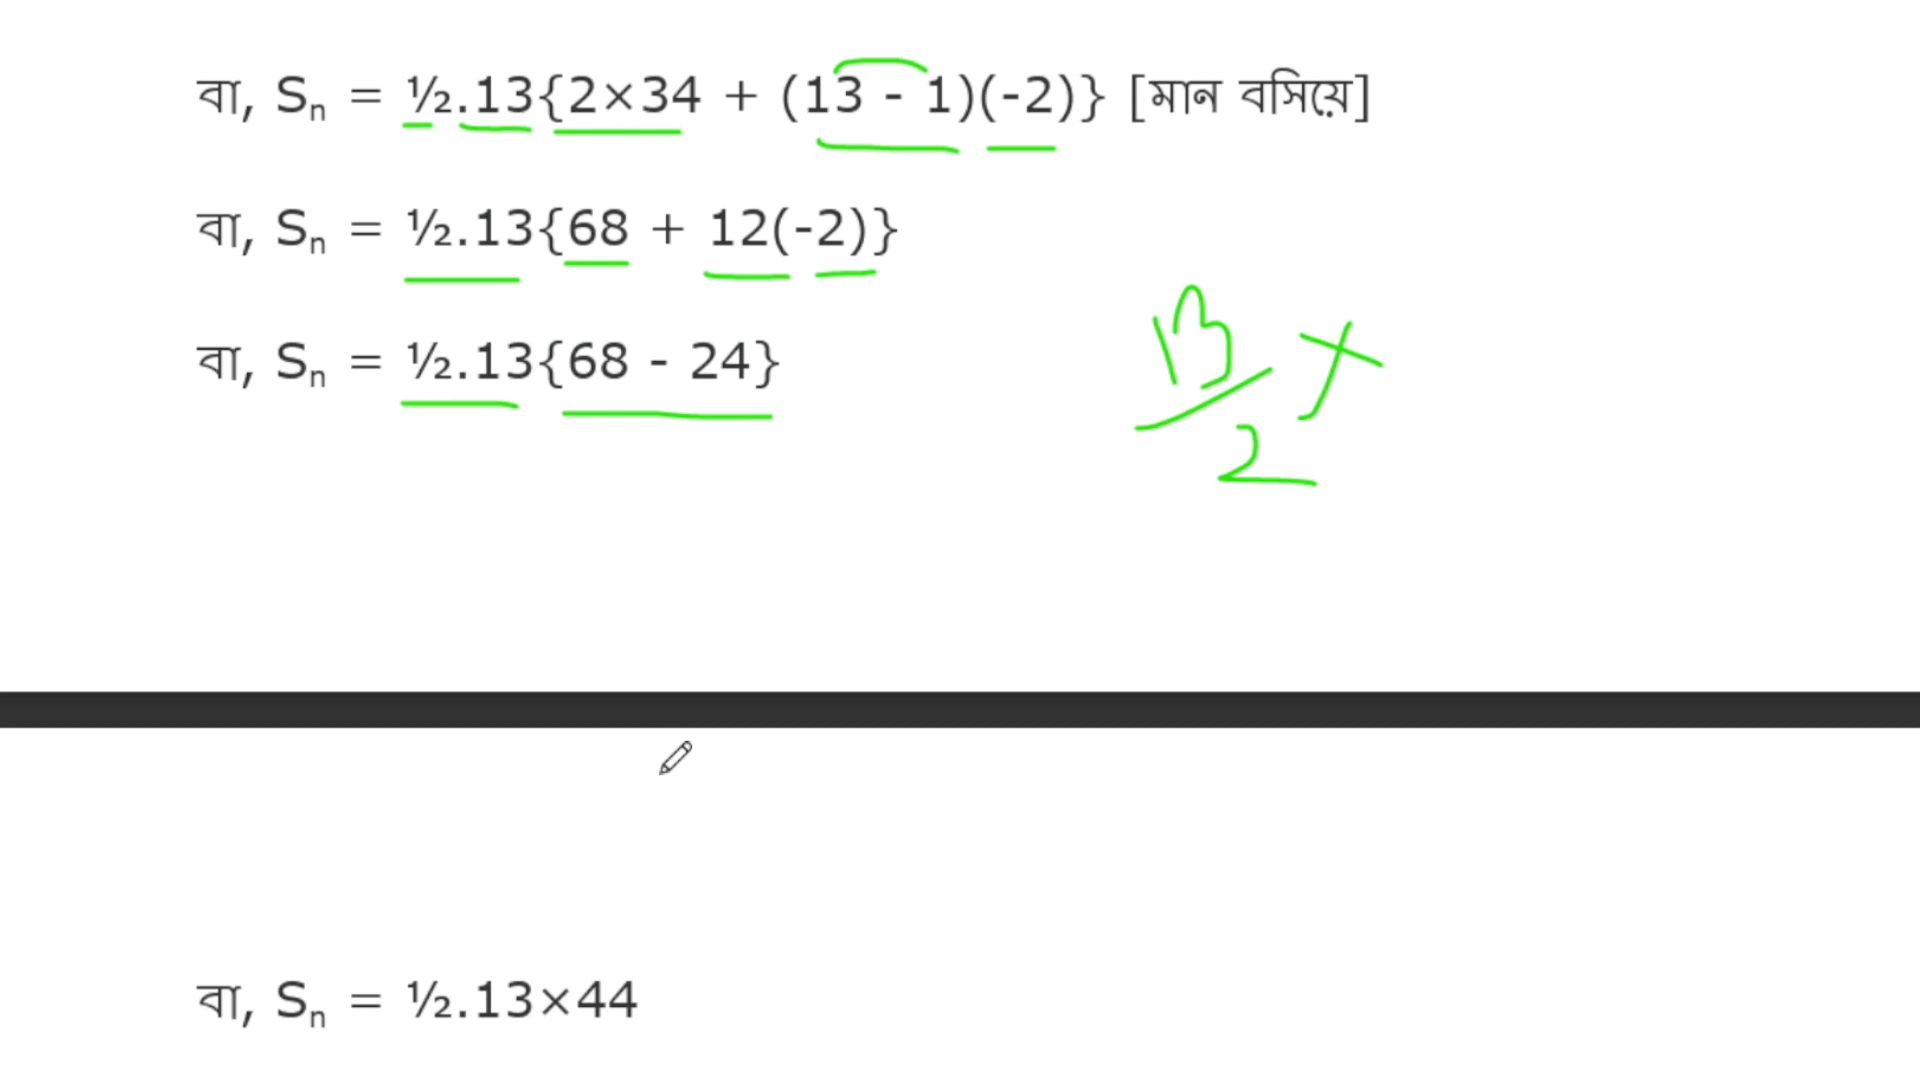 বা, Sₙ = ½.13{2×34 + (13 - 1)(-2)} [মান বসিয়ে]
বা, Sₙ = ½.13{68 + 12(-2)}
বা, Sₙ = ½.13{68 - 24}
13/2 ×
বা, Sₙ = ½.13×44